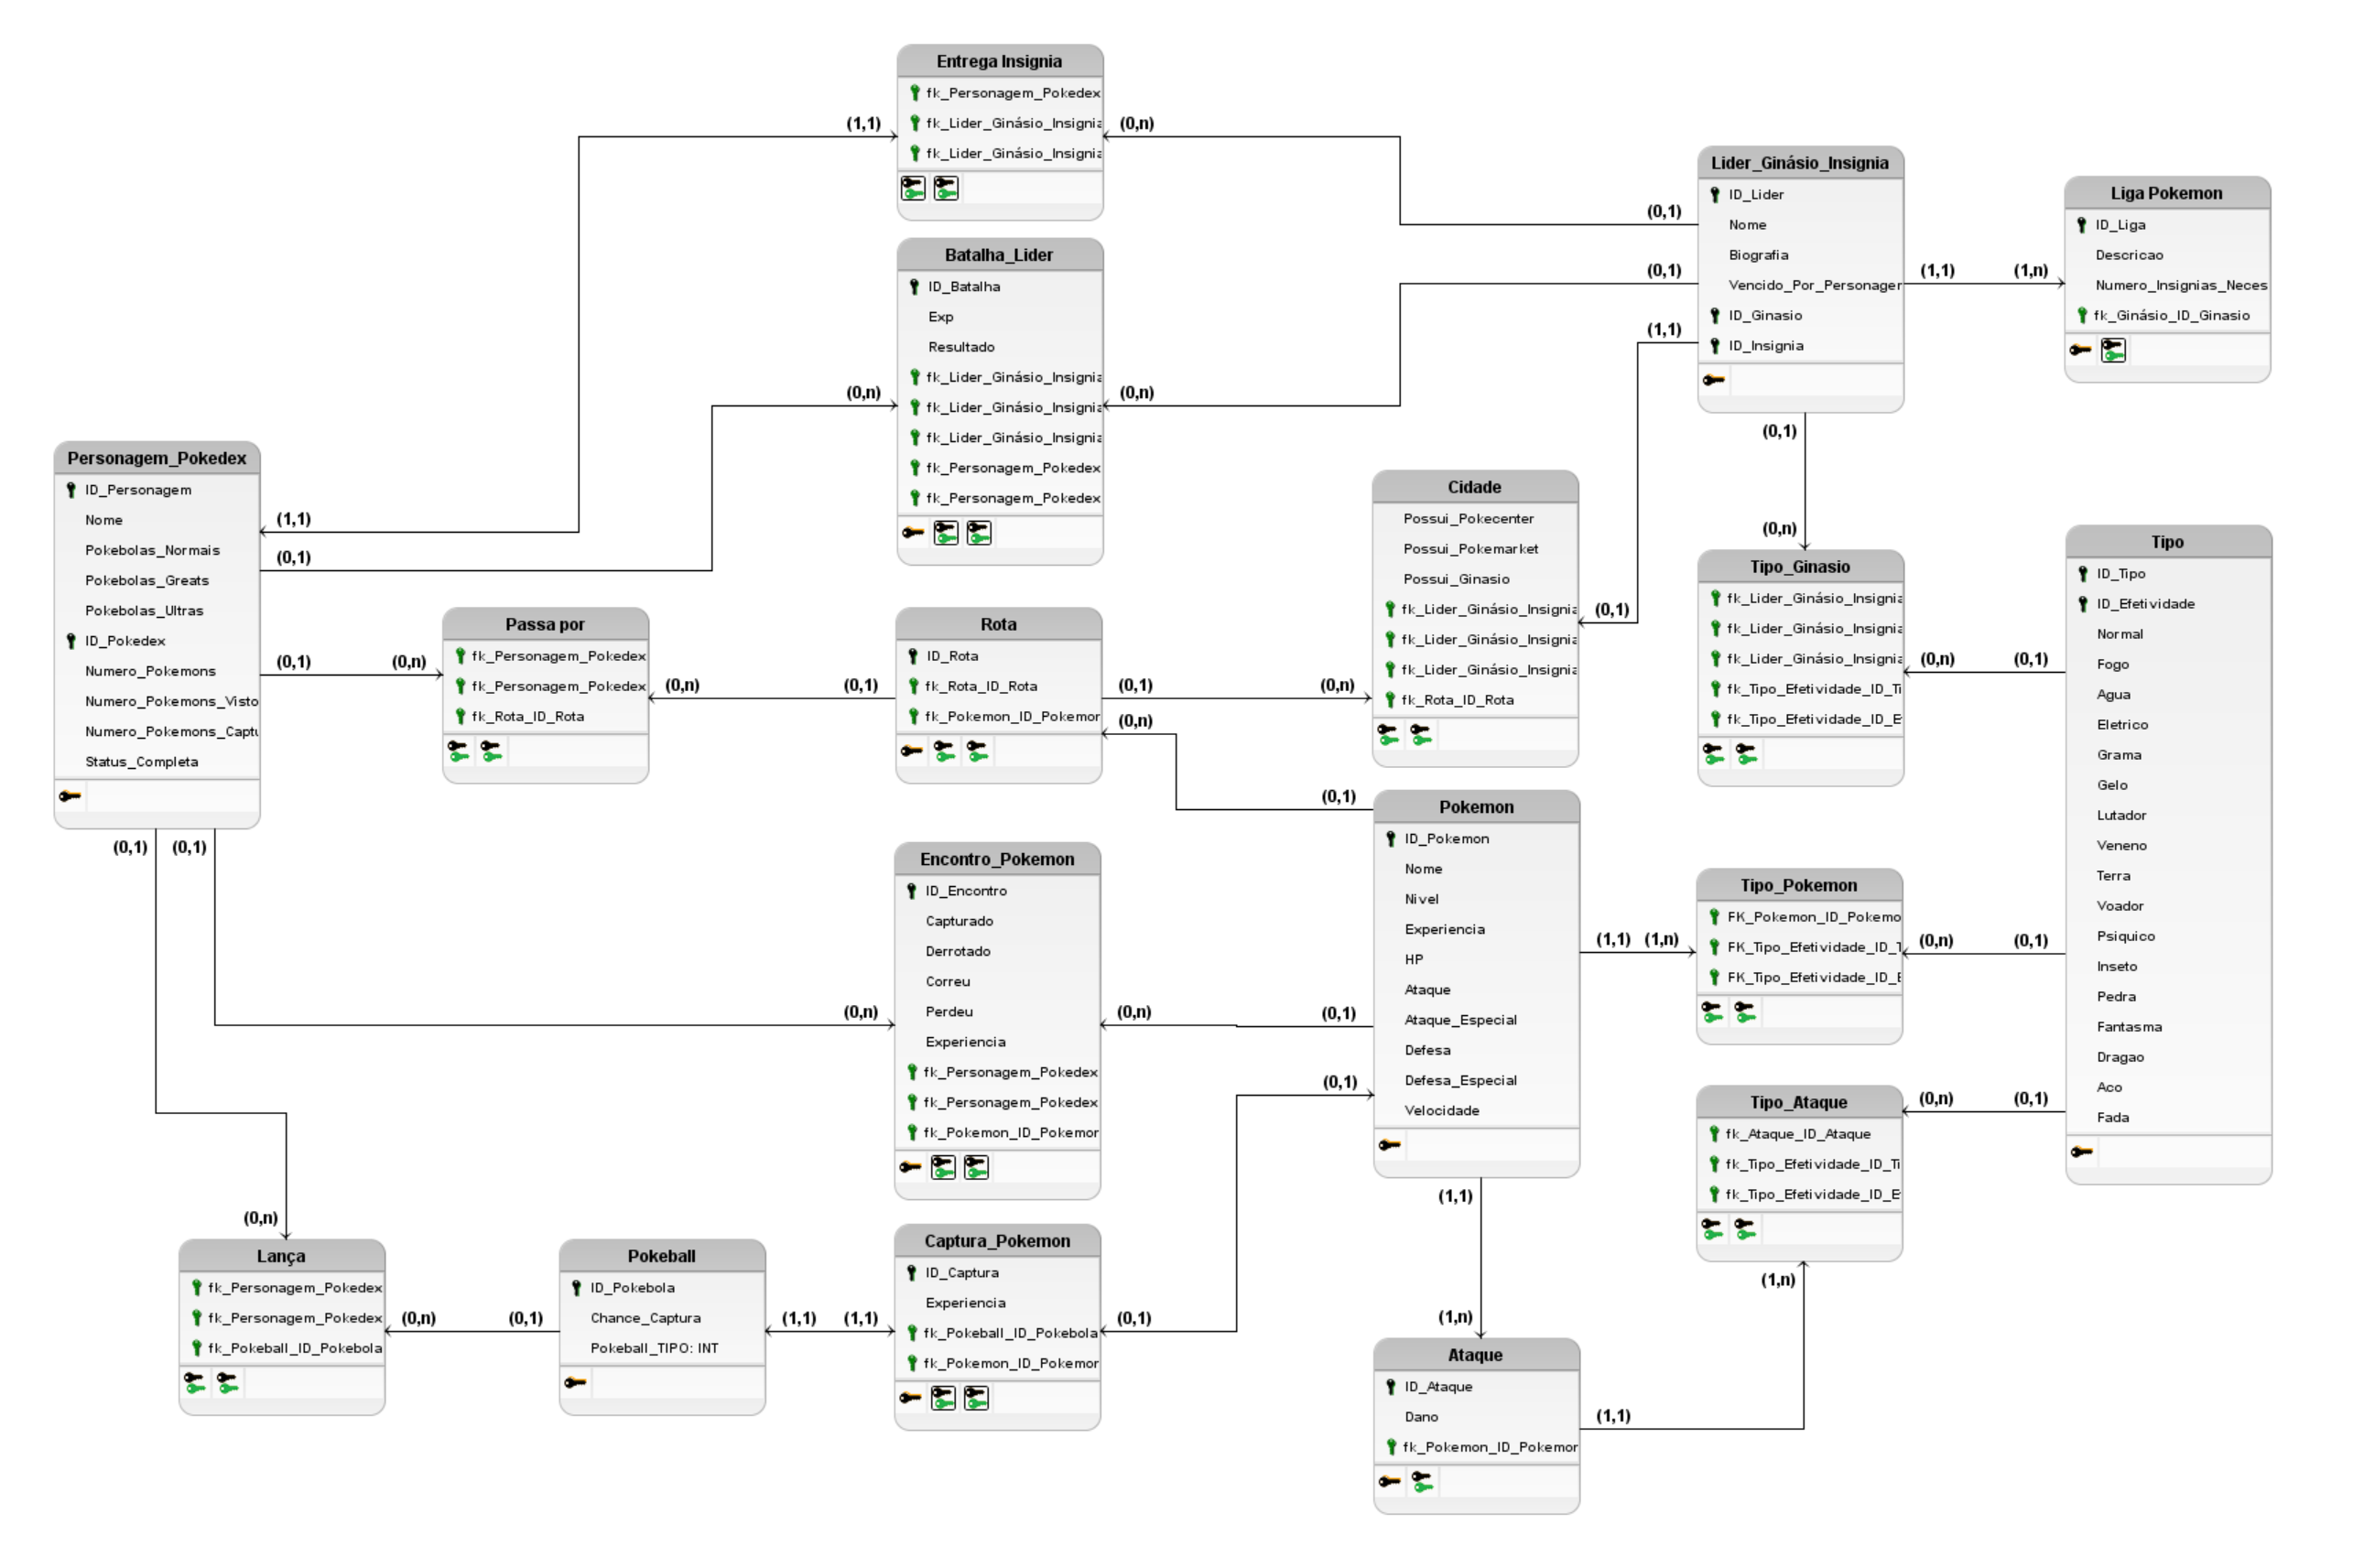 Entrega Insignia
fk_Personagem_Pokedex
fk_Lider_Ginásio_Insignia
fk_Lider_Ginásio_Insignia
(1,1)
(0,n)
Lider_Ginásio_Insignia
ID_Lider
Nome
Biografia
Vencido_Por_Personager
ID_Ginasio
ID_Insignia
(0,1)
(0,1)
(1,1)
(1,1)
(1,n)
(0,1)
Liga Pokemon
ID_Liga
Descricao
Numero_Insignias_Neces
fk_Ginásio_ID_Ginasio
Batalha_Lider
ID_Batalha
Exp
Resultado
fk_Lider_Ginásio_Insignia
fk_Lider_Ginásio_Insignia
fk_Lider_Ginásio_Insignia
fk_Personagem_Pokedex
fk_Personagem_Pokedex
(0,n)
(0,n)
Personagem_Pokedex
ID_Personagem
Nome
Pokebolas_Normais
Pokebolas_Greats
Pokebolas_Ultras
ID_Pokedex
Numero_Pokemons
Numero_Pokemons_Visto
Numero_Pokemons_Captu
Status_Completa
(1,1)
(0,1)
(0,1)
(0,n)
(0,1)
(0,1)
Passa por
fk_Personagem_Pokedex
fk_Personagem_Pokedex
fk_Rota_ID_Rota
(0,n)
(0,1)
Rota
ID_Rota
fk_Rota_ID_Rota
fk_Pokemon_ID_Pokemor
(0,1)
(0,n)
(0,n)
(0,1)
Cidade
Possui_Pokecenter
Possui_Pokemarket
Possui_Ginasio
fk_Lider_Ginásio_Insignia
fk_Lider_Ginásio_Insignia
fk_Lider_Ginásio_Insignia
fk_Rota_ID_Rota
(0,1)
(0,n)
Tipo_Ginasio
fk_Lider_Ginásio_Insignia
fk_Lider_Ginásio_Insignia
fk_Lider_Ginásio_Insignia
fk_Tipo_Efetividade_ID_Ti
fk_Tipo_Efetividade_ID_E
(0,n)
(0,1)
Tipo
ID_Tipo
ID_Efetividade
Normal
Fogo
Agua
Eletrico
Grama
Gelo
Lutador
Veneno
Terra
Voador
Psiquico
Inseto
Pedra
Fantasma
Dragao
Aco
Fada
Encontro_Pokemon
ID_Encontro
Capturado
Derrotado
Correu
Perdeu
Experiencia
fk_Personagem_Pokedex
fk_Personagem_Pokedex
fk_Pokemon_ID_Pokemor
(0,n)
(0,n)
(0,1)
(0,1)
Pokemon
ID_Pokemon
Nome
Nivel
Experiencia
HP
Ataque
Ataque_Especial
Defesa
Defesa_Especial
Velocidade
(1,1)
(1,n)
(1,1)
(1,n)
Tipo_Pokemon
FK_Pokemon_ID_Pokemo
FK_Tipo_Efetividade_ID_T
FK_Tipo_Efetividade_ID_E
(0,n)
(0,1)
Tipo_Ataque
fk_Ataque_ID_Ataque
fk_Tipo_Efetividade_ID_Ti
fk_Tipo_Efetividade_ID_E
(0,n)
(0,1)
(1,n)
(0,n)
Lança
fk_Personagem_Pokedex
fk_Personagem_Pokedex
fk_Pokeball_ID_Pokebola
(0,n)
(0,1)
Pokeball
ID_Pokebola
Chance_Captura
Pokeball_TIPO: INT
(1,1)
(1,1)
Captura_Pokemon
ID_Captura
Experiencia
fk_Pokeball_ID_Pokebola
fk_Pokemon_ID_Pokemor
(0,1)
Ataque
ID_Ataque
Dano
fk_Pokemon_ID_Pokemor
(1,1)